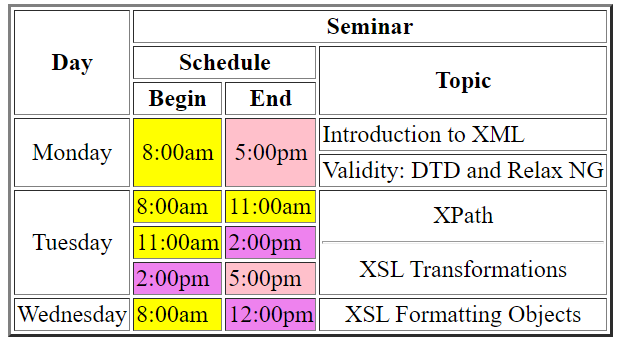 Seminar
Day
Schedule
Topic
Begin
End
Monday
8:00am
5:00pm
Introduction to XML
Validity: DTD and Relax NG
Tuesday
8:00am
11:00am
XPath
11:00am
2:00pm
2:00pm
5:00pm
XSL Transformations
Wednesday
8:00am
12:00pm
XSL Formatting Objects